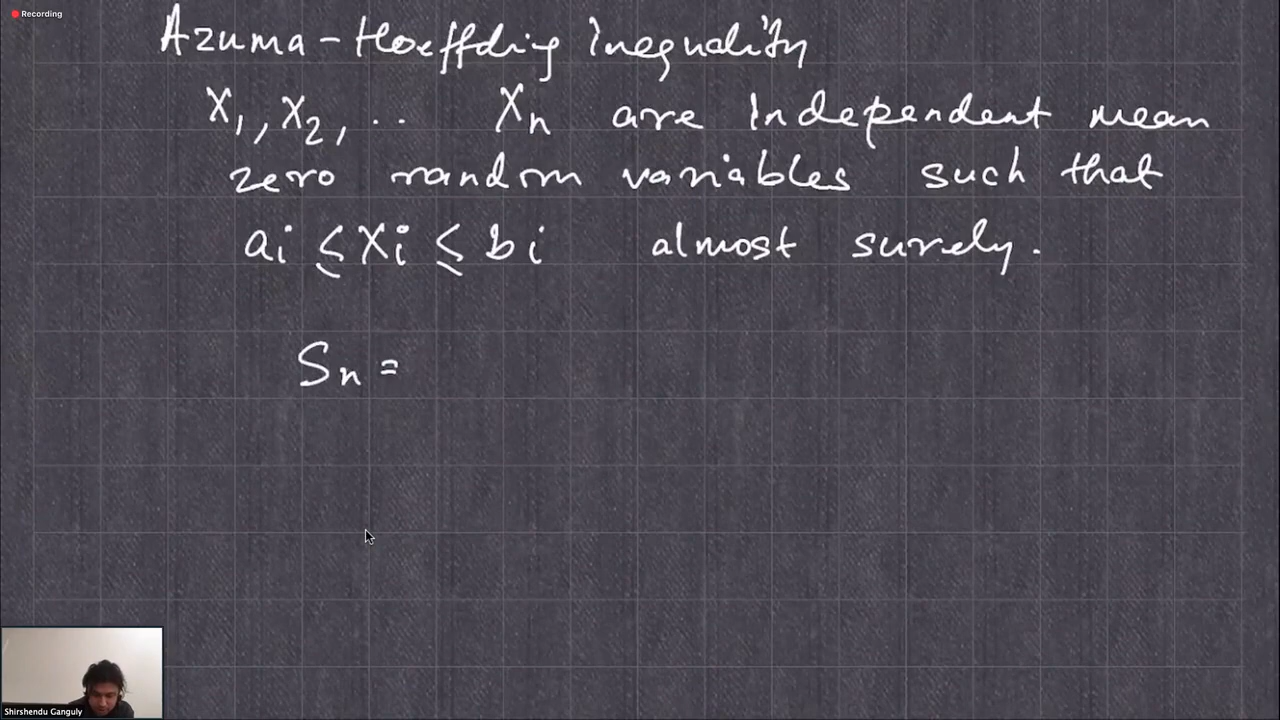 Recording
Azuma-Hoeffding Inequality
X₁, X₂, .. Xₙ are Independent mean
zero random variables such that
aᵢ ≤ Xᵢ ≤ bᵢ almost surely.
Sₙ =
Shirshendu Ganguly